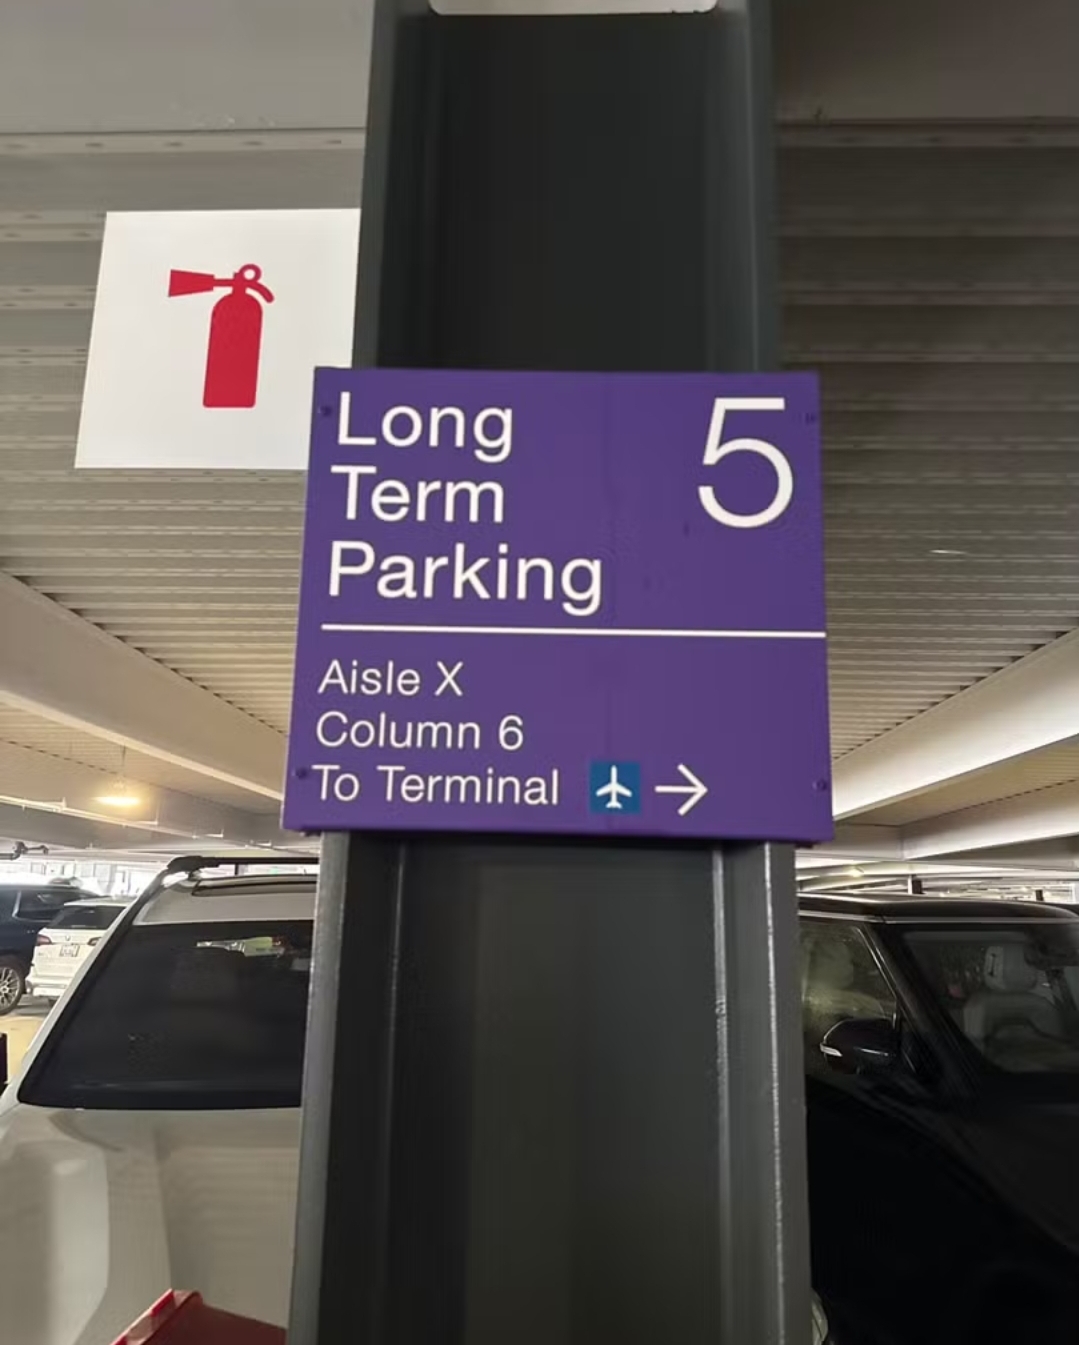 Long
Term
Parking
5
Aisle X
Column 6
To Terminal